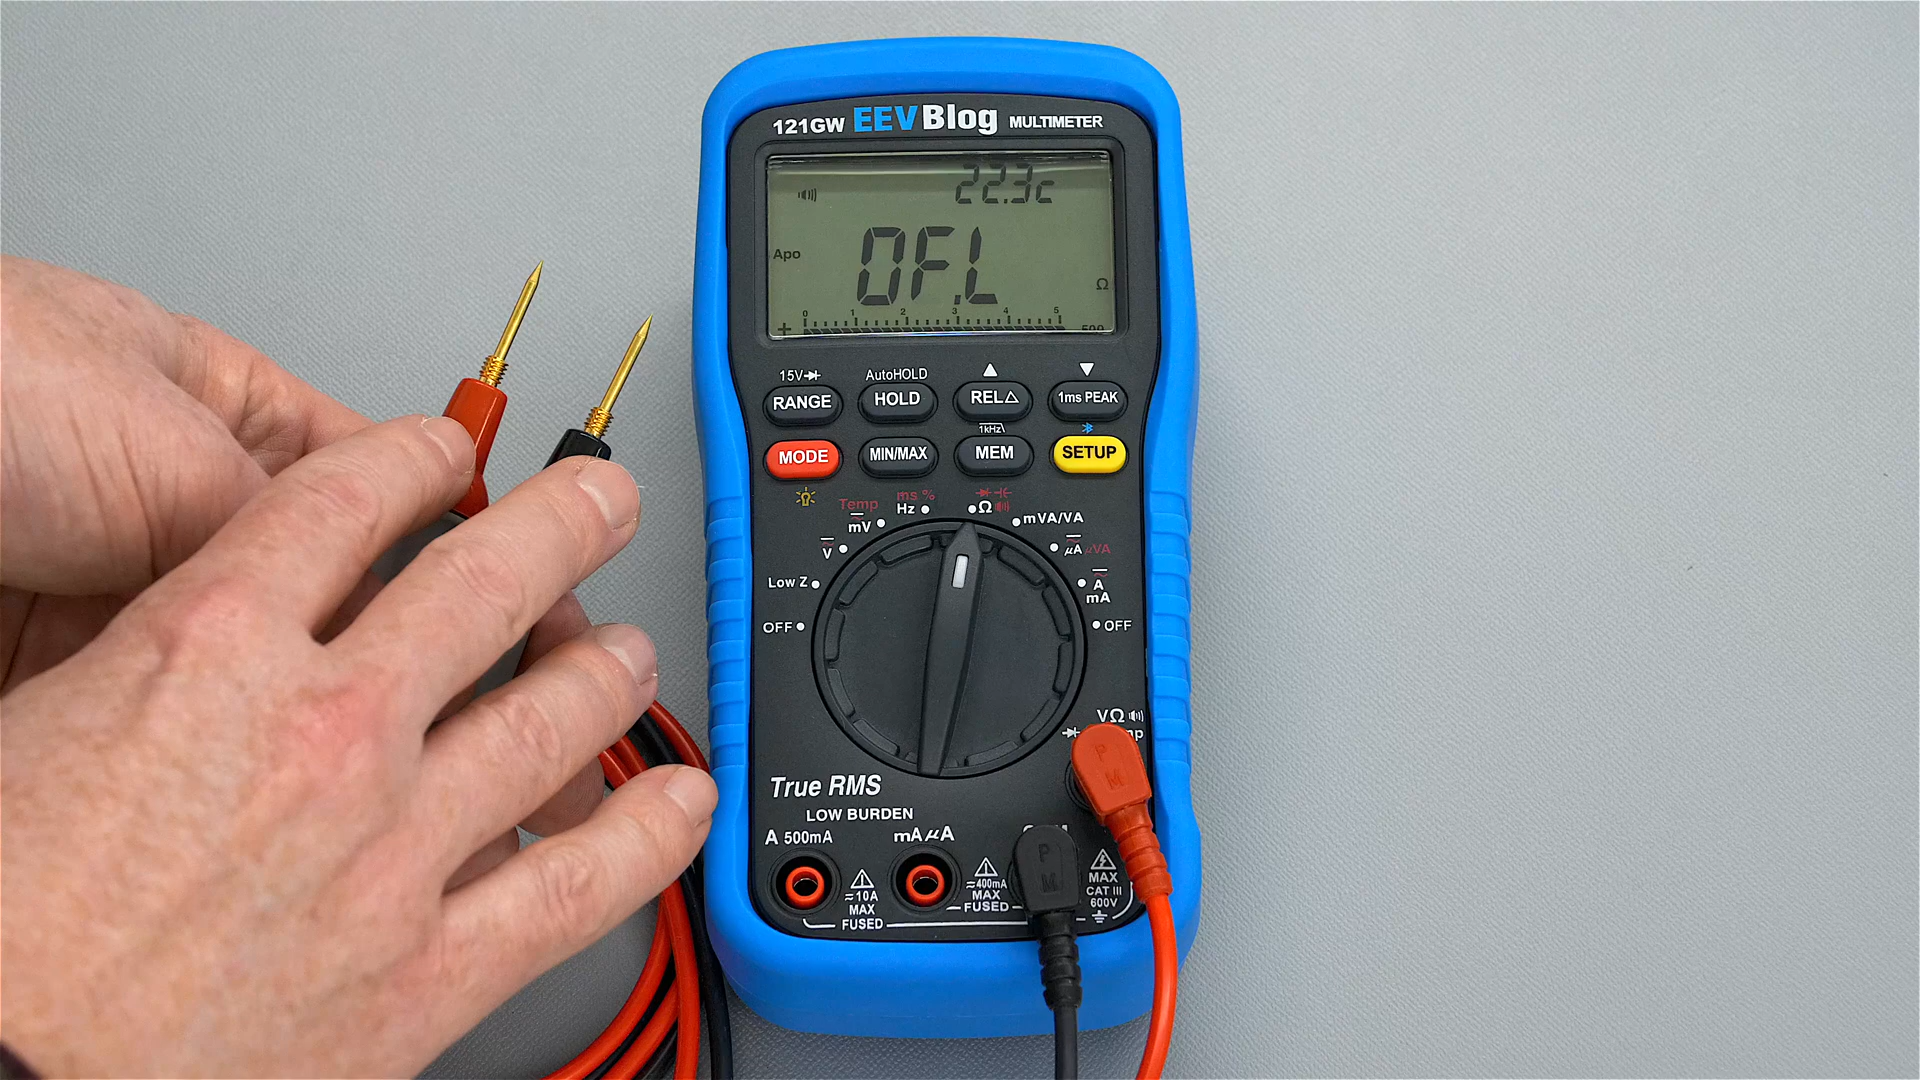 121GW EEVBlog MULTIMETER
22.3c
Apo OF.L Ω
0 1 2 3 4 5
500
15V AutoHOLD ▲ ▼
RANGE HOLD REL△ 1ms PEAK
1kHz
MODE MIN/MAX MEM SETUP
Temp ms %
mV Hz Ω mVA/VA
V µA µVA
Low Z A
mA
OFF OFF
VΩ
True RMS
LOW BURDEN
A 500mA mA µA
P M
P M
≂10A MAX FUSED
≂400mA MAX FUSED
MAX CAT III 600V